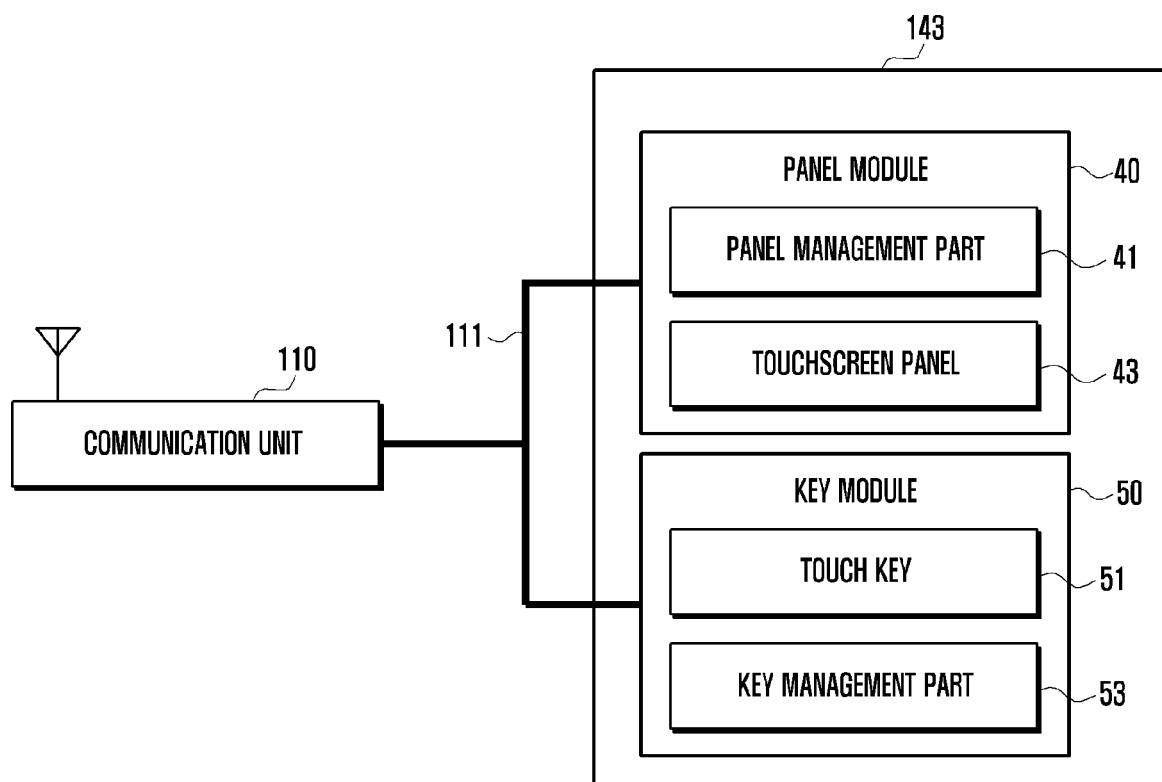 143
PANEL MODULE
40
PANEL MANAGEMENT PART
41
111
TOUCHSCREEN PANEL
43
110
COMMUNICATION UNIT
KEY MODULE
50
TOUCH KEY
51
KEY MANAGEMENT PART
53